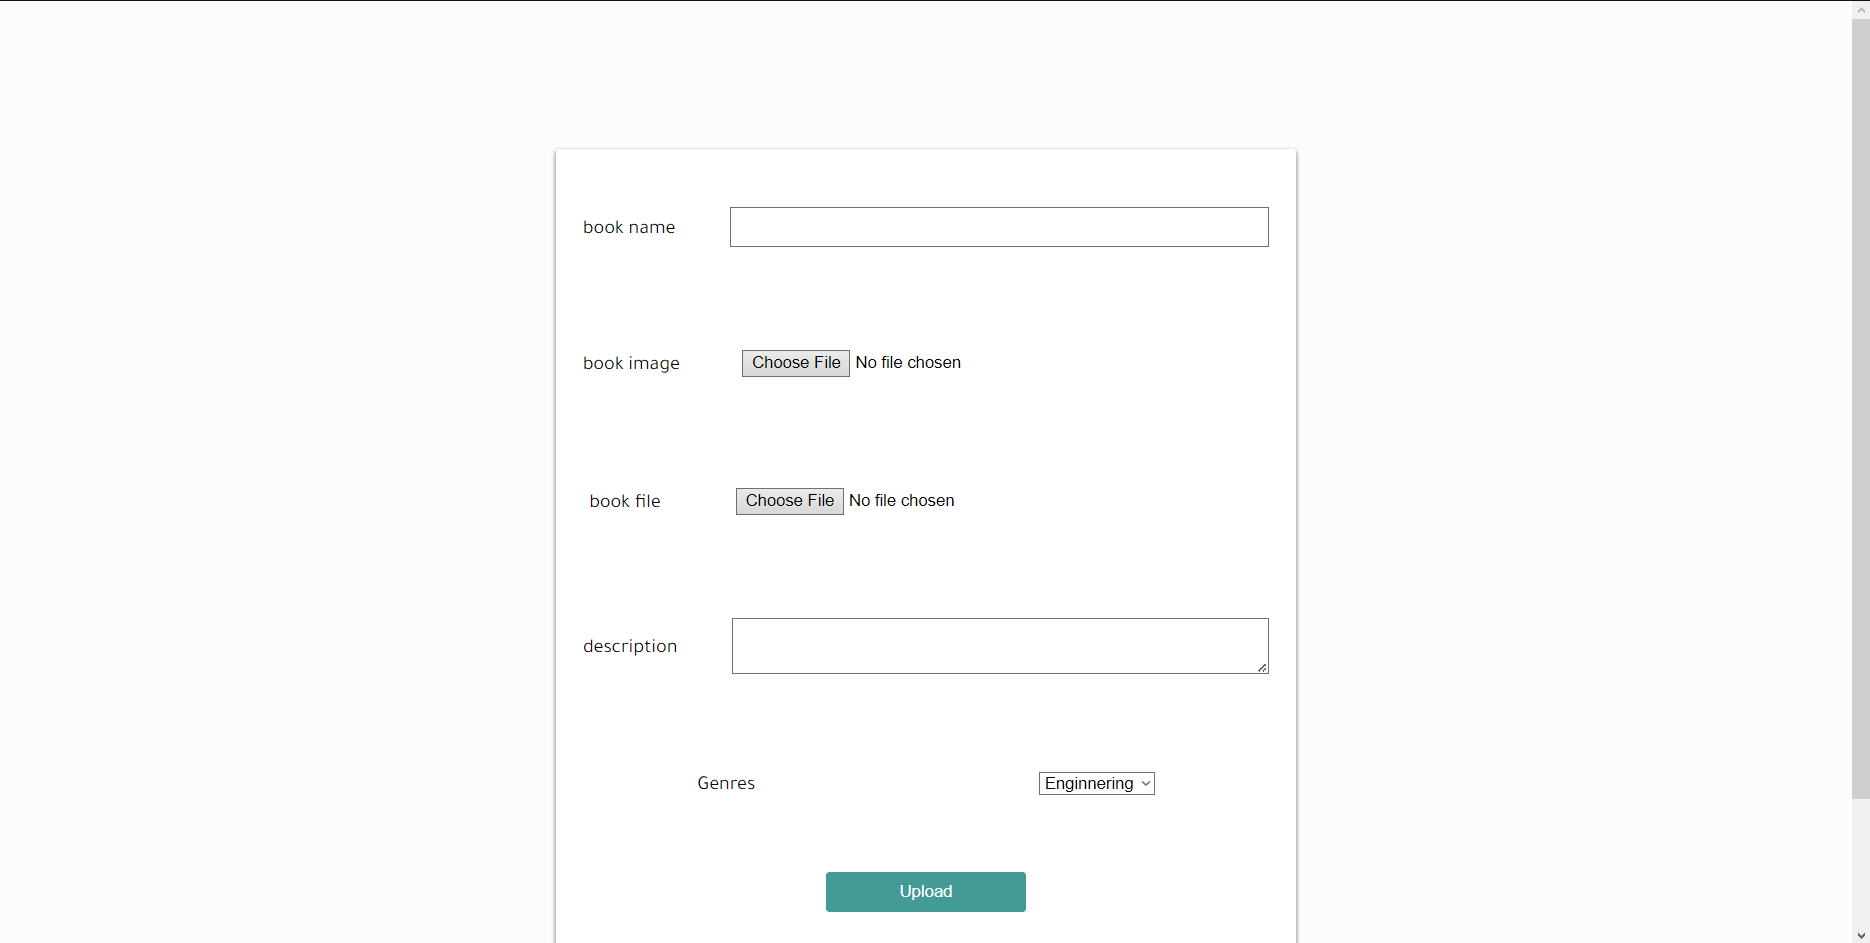 book name
book image Choose File No file chosen
book file Choose File No file chosen
description
Genres Enginnering
Upload